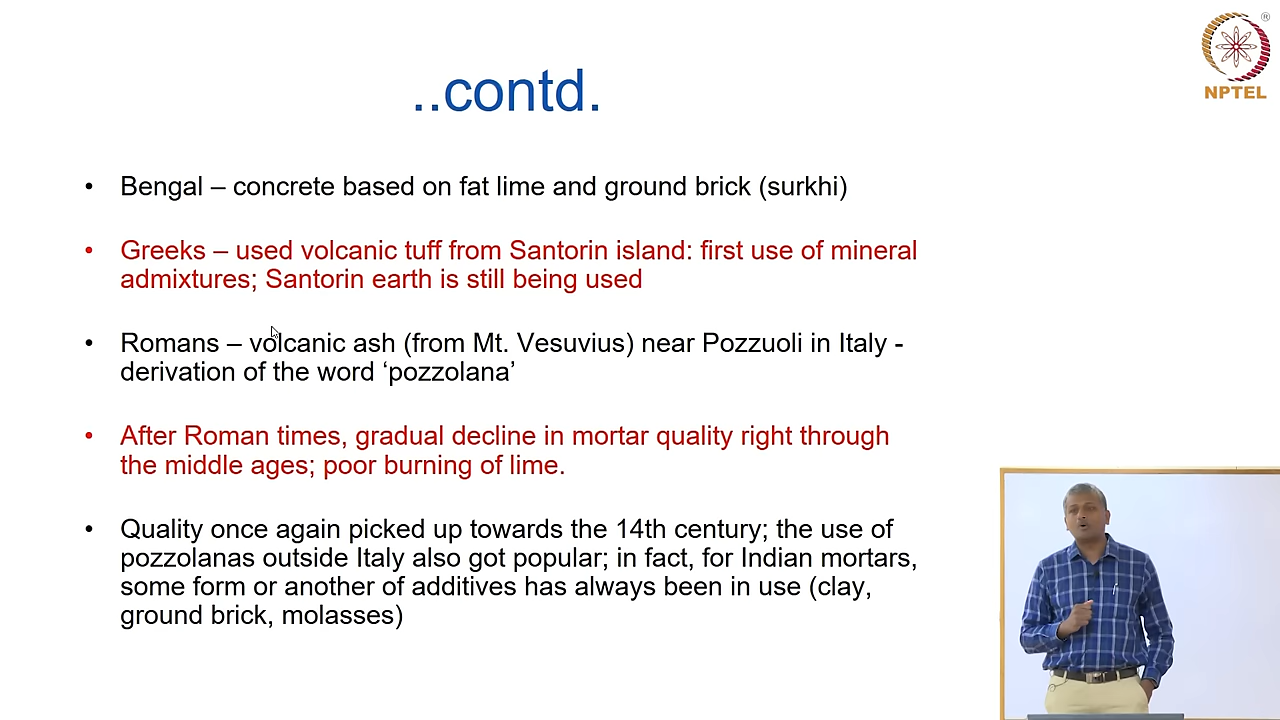 ®
NPTEL
..contd.
• Bengal – concrete based on fat lime and ground brick (surkhi)
• Greeks – used volcanic tuff from Santorin island: first use of mineral
admixtures; Santorin earth is still being used
• Romans – volcanic ash (from Mt. Vesuvius) near Pozzuoli in Italy -
derivation of the word ‘pozzolana’
• After Roman times, gradual decline in mortar quality right through
the middle ages; poor burning of lime.
• Quality once again picked up towards the 14th century; the use of
pozzolanas outside Italy also got popular; in fact, for Indian mortars,
some form or another of additives has always been in use (clay,
ground brick, molasses)